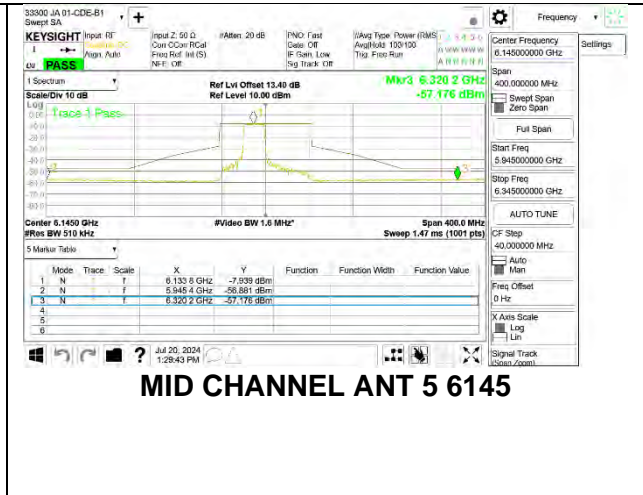 33300 JA 01-CDE-B1
Swept SA
Frequency
KEYSIGHT Input: RF
Align: Auto
PASS
Input Z: 50 Ω
Corr CCorr RCal
Freq Ref: Int (S)
NFE: Off
#Atten: 20 dB
PNO: Fast
Gate: Off
IF Gain: Low
Sig Track: Off
#Avg Type: Power (RMS)
Avg|Hold: 100/100
Trig: Free Run
Center Frequency
6.145000000 GHz
Settings
Span
400.000000 MHz
Swept Span
Zero Span
Full Span
Start Freq
5.945000000 GHz
Stop Freq
6.345000000 GHz
AUTO TUNE
CF Step
40.000000 MHz
Auto
Man
Freq Offset
0 Hz
X Axis Scale
Log
Lin
Signal Track
(Span Zoom)
1 Spectrum
Scale/Div 10 dB
Ref Lvl Offset 13.40 dB
Ref Level 10.00 dBm
Mkr3 6.320 2 GHz
-57.176 dBm
Log
Trace 1 Pass
Center 6.1450 GHz
#Res BW 510 kHz
#Video BW 1.6 MHz*
Span 400.0 MHz
Sweep 1.47 ms (1001 pts)
5 Marker Table
Mode Trace Scale X Y Function Function Width Function Value
1 N f 6.133 8 GHz -7.939 dBm
2 N f 5.945 4 GHz -56.881 dBm
3 N f 6.320 2 GHz -57.176 dBm
4
5
6
Jul 20, 2024
1:29:43 PM
MID CHANNEL ANT 5 6145